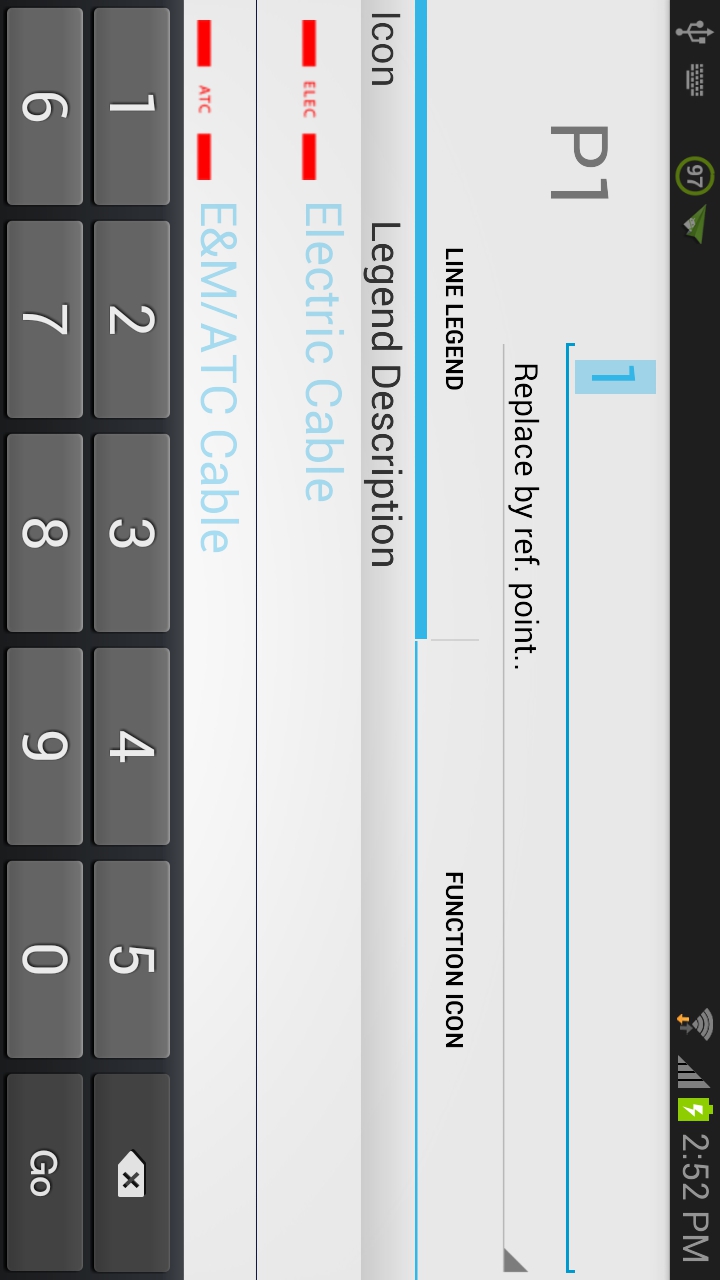 97
2:52 PM
P1
1
Replace by ref. point..
LINE LEGEND
FUNCTION ICON
Icon
Legend Description
ELEC
Electric Cable
ATC
E&M/ATC Cable
1 2 3 4 5
6 7 8 9 0 Go